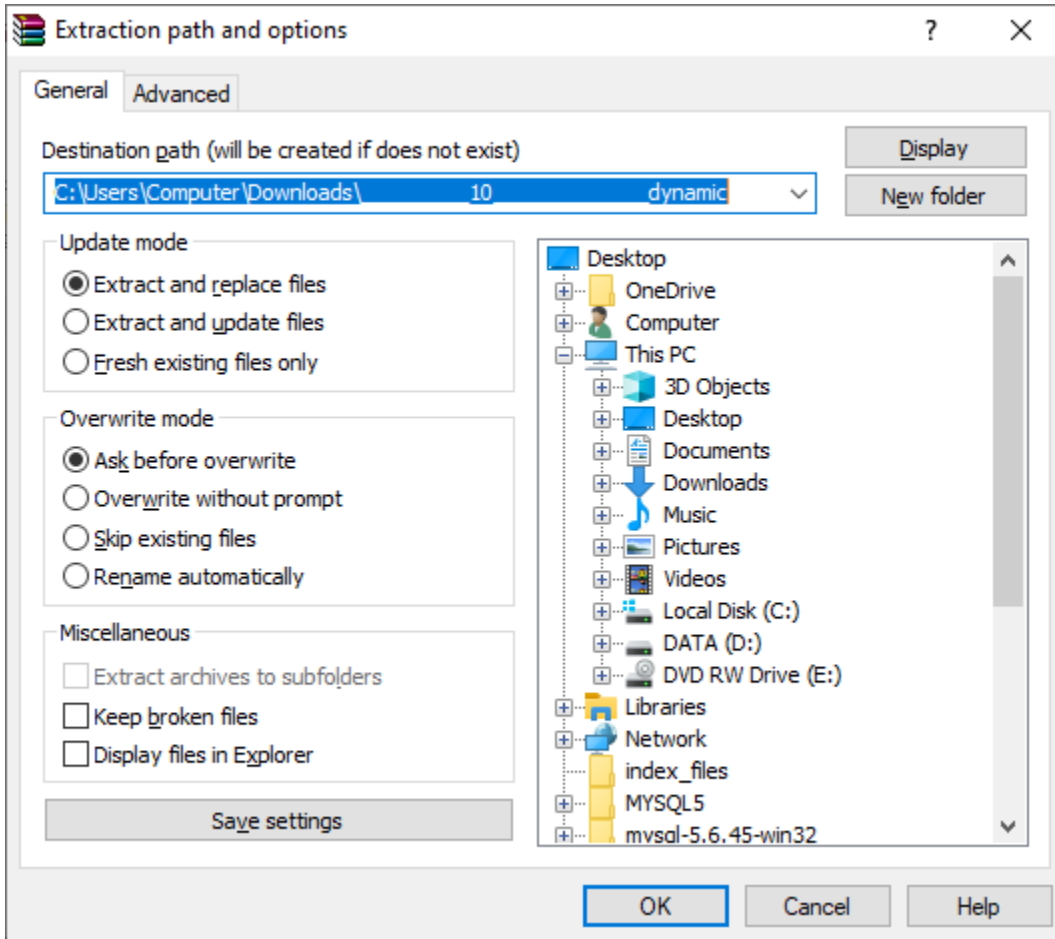 Extraction path and options
General
Advanced
Destination path (will be created if does not exist)
Display
C:\Users\Computer\Downloads\_________10____________dynamic
New folder
Update mode
Extract and replace files
Extract and update files
Fresh existing files only
Overwrite mode
Ask before overwrite
Overwrite without prompt
Skip existing files
Rename automatically
Miscellaneous
Extract archives to subfolders
Keep broken files
Display files in Explorer
Save settings
Desktop
OneDrive
Computer
This PC
3D Objects
Desktop
Documents
Downloads
Music
Pictures
Videos
Local Disk (C:)
DATA (D:)
DVD RW Drive (E:)
Libraries
Network
index_files
MYSQL5
mysql-5.6.45-win32
OK
Cancel
Help